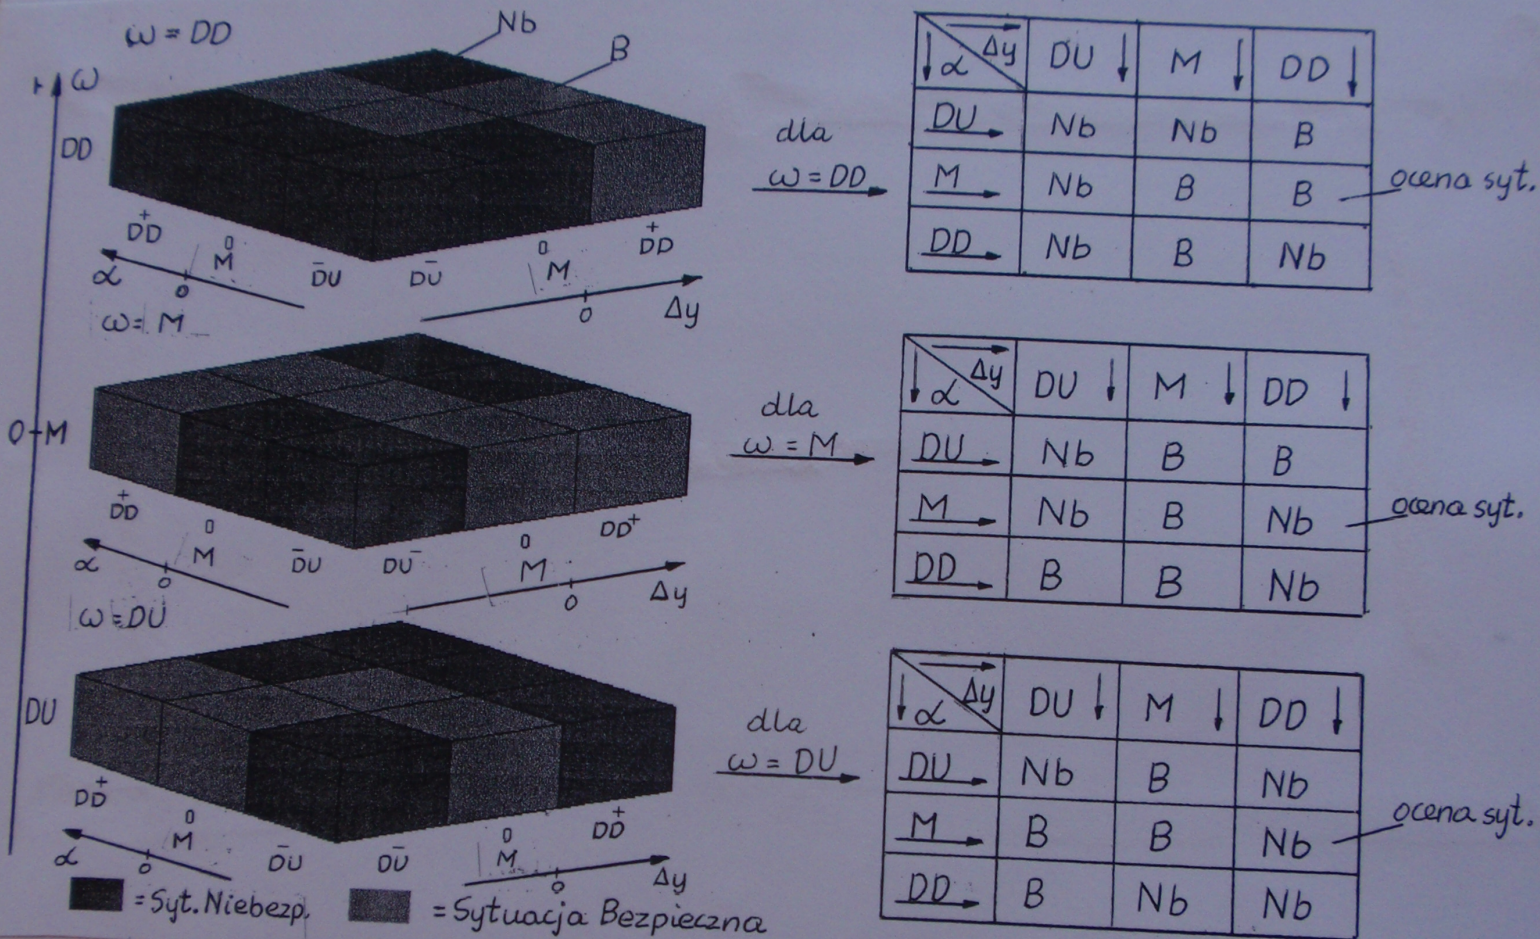 ω = DD
Nb
B
ω
DD
DD+
0
M
DU-
DU-
0
M
DD+
α
0
0
Δy
dla
ω = DD
α Δy DU M DD
DU Nb Nb B
M Nb B B
DD Nb B Nb
ocena syt.
ω = M
0 M
DD+
0
M
DU-
DU-
0
M
DD+
α
0
0
Δy
dla
ω = M
α Δy DU M DD
DU Nb B B
M Nb B Nb
DD B B Nb
ocena syt.
ω = DU
DU
DD+
0
M
DU-
DU-
0
M
DD+
α
0
0
Δy
dla
ω = DU
α Δy DU M DD
DU Nb B Nb
M B B Nb
DD B Nb Nb
ocena syt.
= Syt. Niebezp.
= Sytuacja Bezpieczna